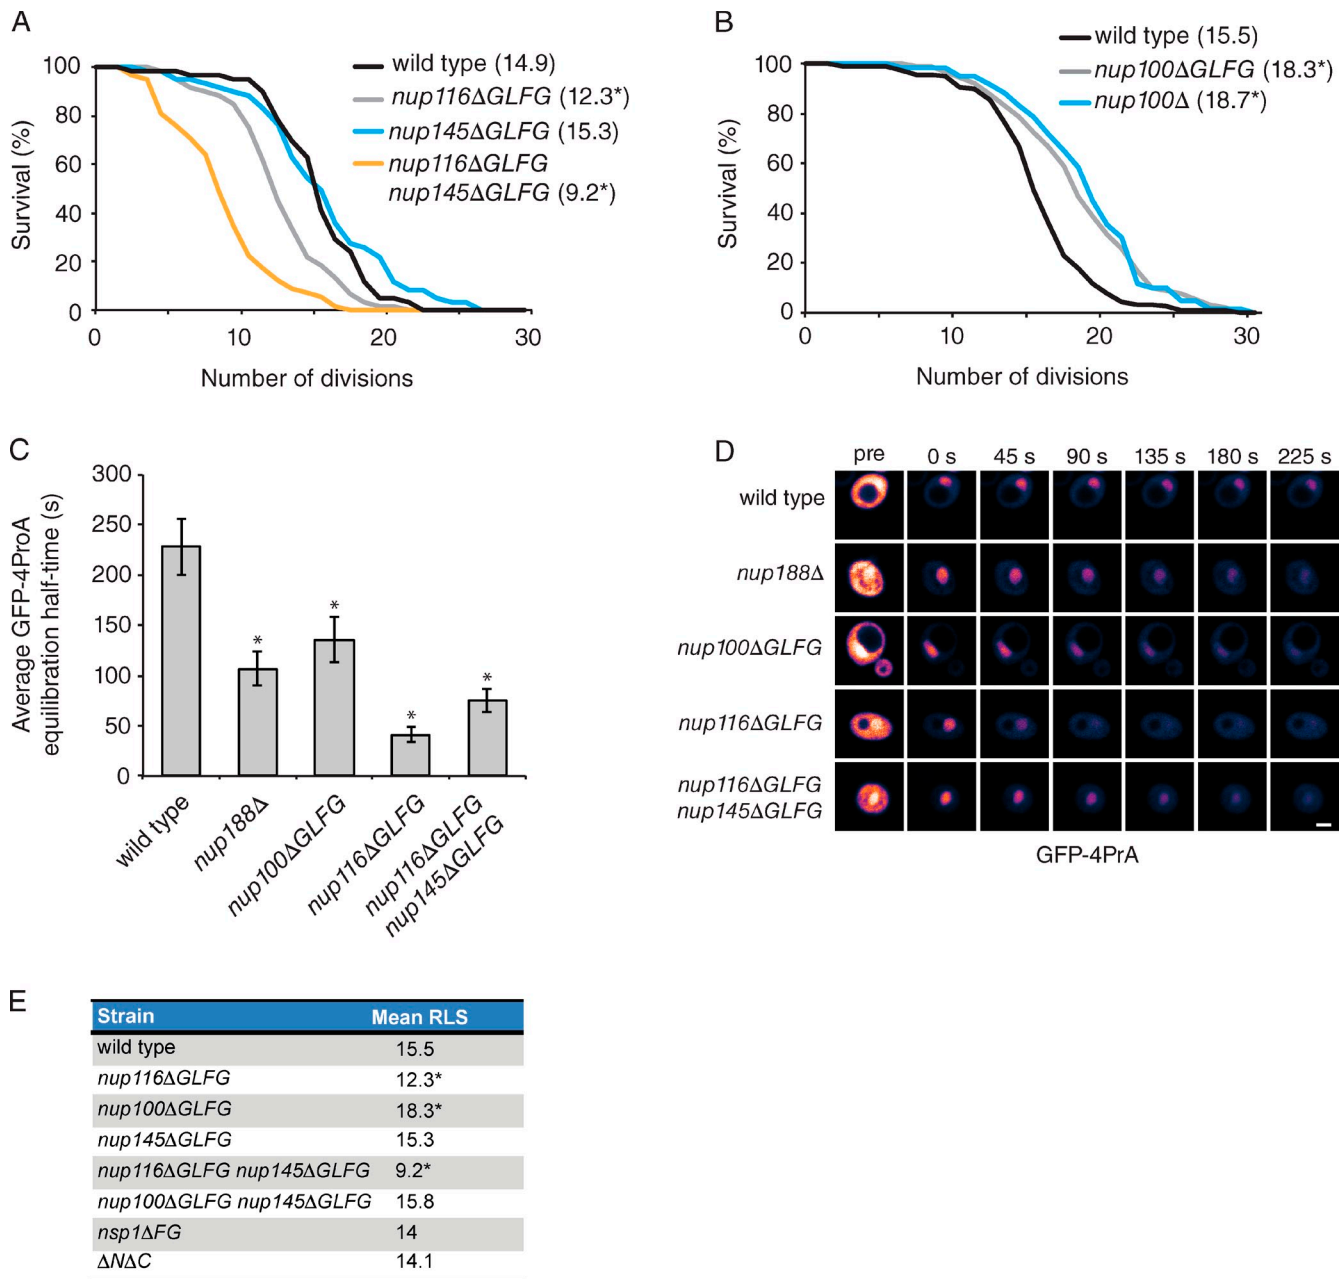 A
100
80
60
40
20
0
Survival (%)
0
10
20
30
Number of divisions
wild type (14.9)
nup116ΔGLFG (12.3*)
nup145ΔGLFG (15.3)
nup116ΔGLFG
nup145ΔGLFG (9.2*)
B
100
80
60
40
20
0
Survival (%)
0
10
20
30
Number of divisions
wild type (15.5)
nup100ΔGLFG (18.3*)
nup100Δ (18.7*)
C
Average GFP-4ProA
equilibration half-time (s)
300
250
200
150
100
50
0
*
*
*
*
wild type
nup188Δ
nup100ΔGLFG
nup116ΔGLFG
nup116ΔGLFG
nup145ΔGLFG
D
pre 0 s 45 s 90 s 135 s 180 s 225 s
wild type
nup188Δ
nup100ΔGLFG
nup116ΔGLFG
nup116ΔGLFG
nup145ΔGLFG
GFP-4PrA
E
Strain Mean RLS
wild type 15.5
nup116ΔGLFG 12.3*
nup100ΔGLFG 18.3*
nup145ΔGLFG 15.3
nup116ΔGLFG nup145ΔGLFG 9.2*
nup100ΔGLFG nup145ΔGLFG 15.8
nsp1ΔFG 14
ΔNΔC 14.1